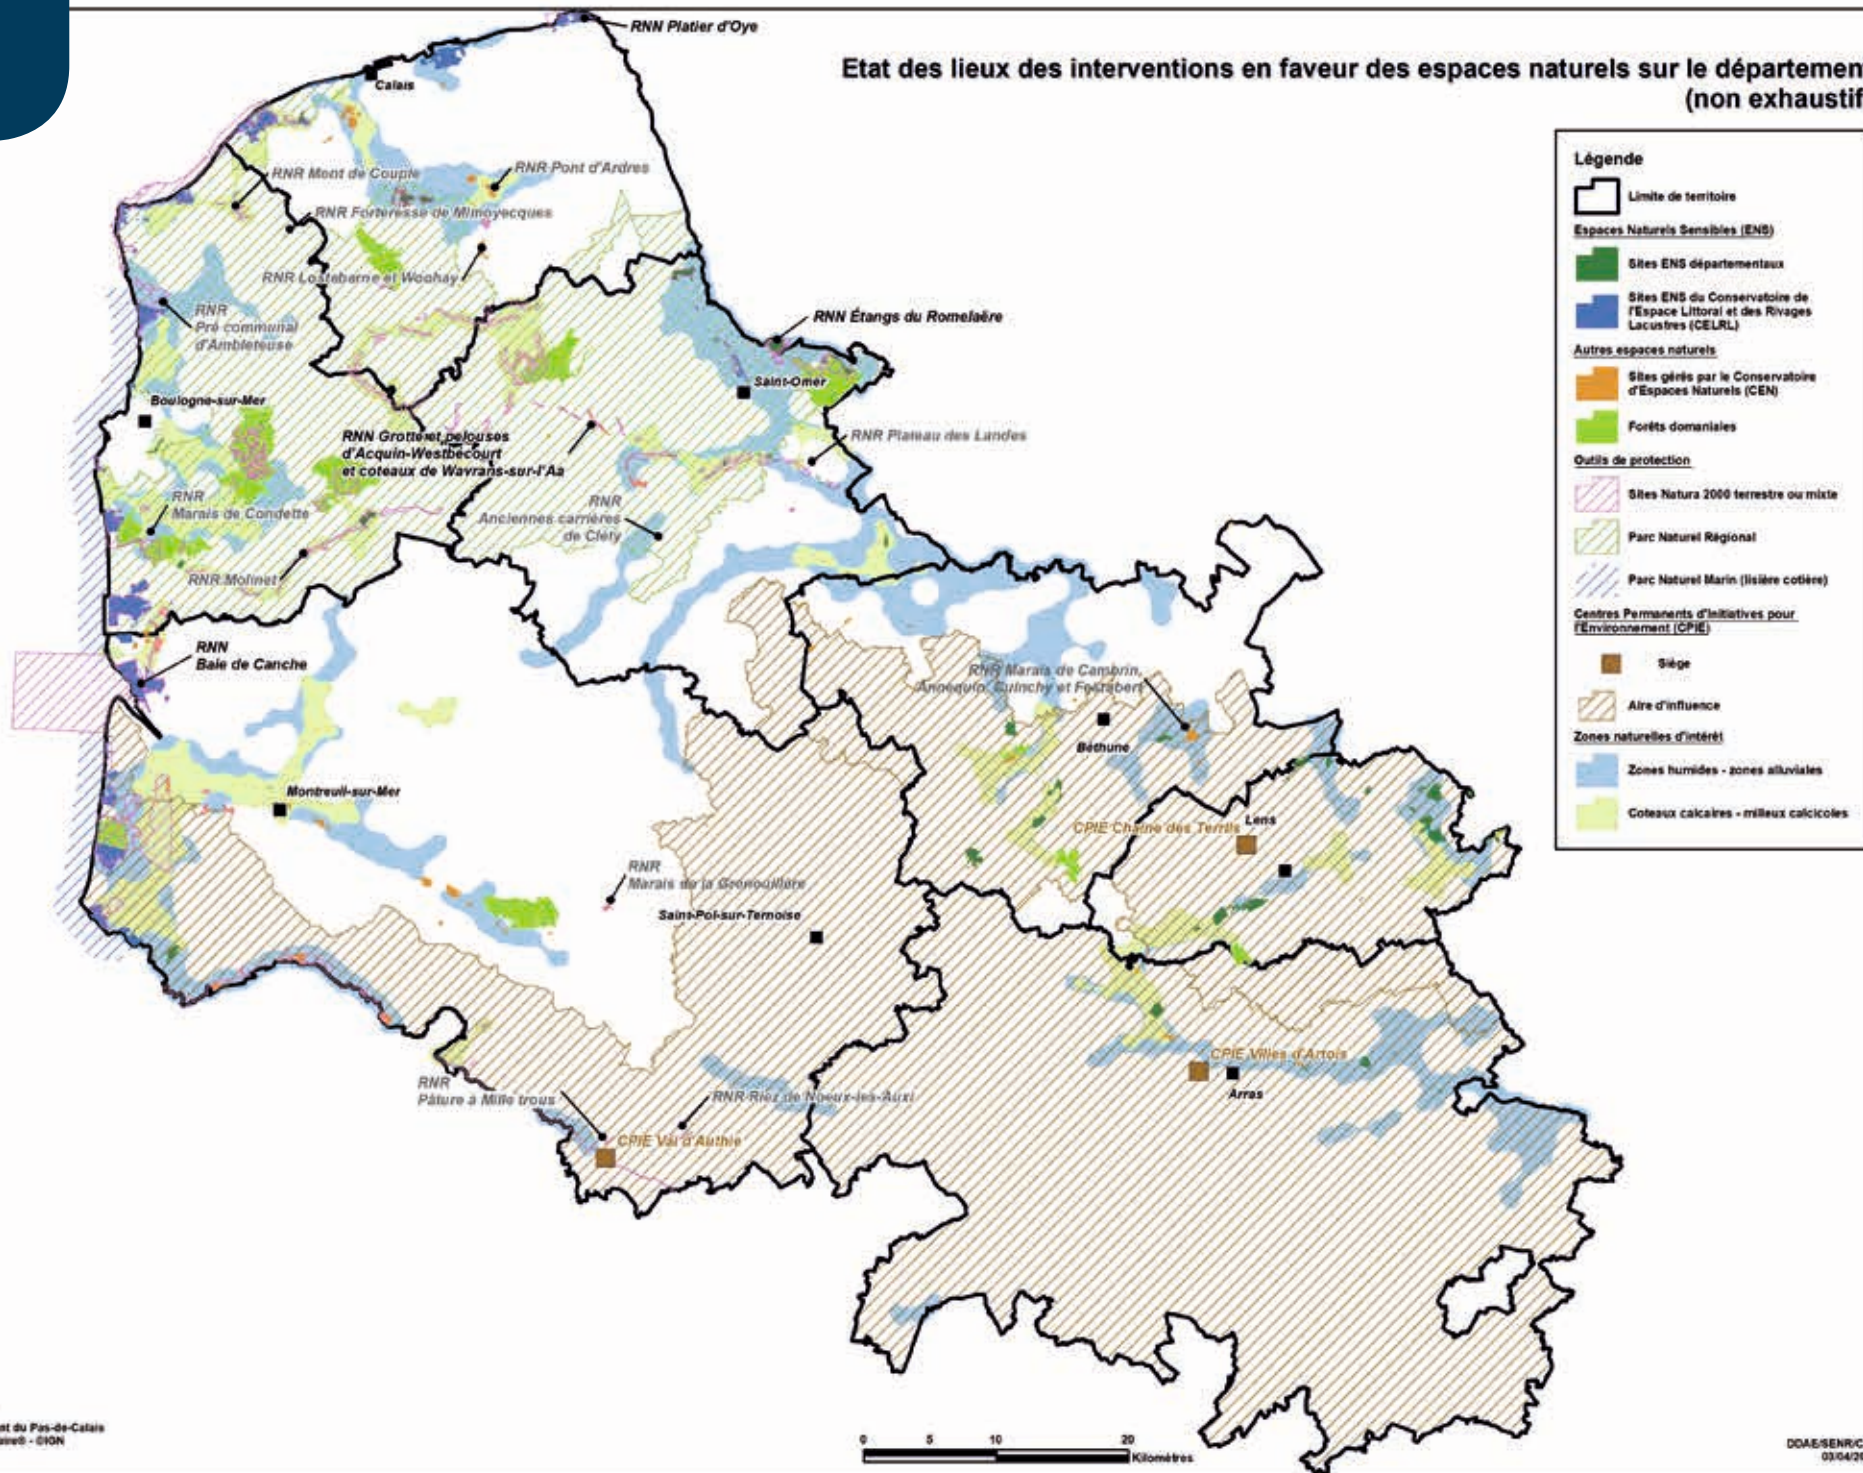 Etat des lieux des interventions en faveur des espaces naturels sur le départemen
(non exhaustif
RNN Platier d'Oye
Calais
RNR Mont de Couple
RNR Pont d'Ardres
RNR Forteresse de Mimoyecques
RNR Lostebarne et Woohay
RNR
Pré communal
d'Ambleteuse
RNN Étangs du Romelaëre
Saint-Omer
Boulogne-sur-Mer
RNN Grotte et pelouses
d'Acquin-Westbécourt
et coteaux de Wavrans-sur-l'Aa
RNR Plateau des Landes
RNR
Marais de Condette
RNR
Anciennes carrières
de Cléty
RNR Molinet
RNN
Baie de Canche
RNR Marais de Cambrin,
Annequin, Cuinchy et Festubert
Béthune
Montreuil-sur-Mer
CPIE Chaîne des Terrils
Lens
RNR
Marais de la Grenouillère
Saint-Pol-sur-Ternoise
CPIE Villes d'Artois
Arras
RNR
Pâture à Mille trous
RNR Riez de Noeux-les-Auxi
CPIE Val d'Authie
Légende
Limite de territoire
Espaces Naturels Sensibles (ENS)
Sites ENS départementaux
Sites ENS du Conservatoire de
l'Espace Littoral et des Rivages
Lacustres (CELRL)
Autres espaces naturels
Sites gérés par le Conservatoire
d'Espaces Naturels (CEN)
Forêts domaniales
Outils de protection
Sites Natura 2000 terrestre ou mixte
Parc Naturel Régional
Parc Naturel Marin (lisière cotière)
Centres Permanents d'Initiatives pour
l'Environnement (CPIE)
Siège
Aire d'influence
Zones naturelles d'intérêt
Zones humides - zones alluviales
Coteaux calcaires - milieux calcicoles
nt du Pas-de-Calais
aire® - ©IGN
0 5 10 20
Kilomètres
DDAE/SENR/C
03/04/20